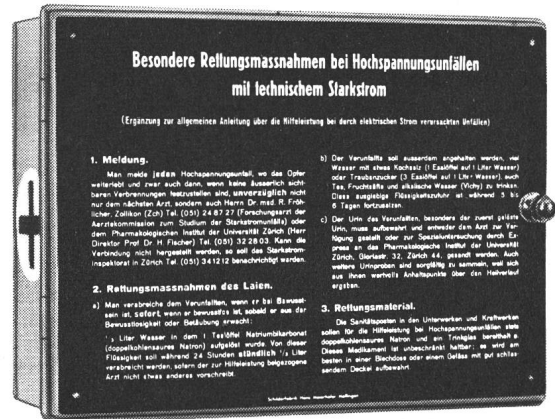 Besondere Rettungsmassnahmen bei Hochspannungsunfällen
mit technischem Starkstrom
(Ergänzung zur allgemeinen Anleitung über die Hilfeleistung bei durch elektrischen Strom verursachten Unfällen)
1. Meldung.
Man melde jeden Hochspannungsunfall, wo das Opfer
weiterlebt und zwar auch dann, wenn keine äusserlich sicht-
baren Verbrennungen festzustellen sind, unverzüglich nicht
nur dem nächsten Arzt, sondern auch Herrn Dr. med. R. Fröh-
licher, Zollikon (Zch) Tel. (051) 24 87 27 (Forschungsarzt der
Aerztekommission zum Studium der Starkstromunfälle) oder
dem Pharmakologischen Institut der Universität Zürich (Herr
Direktor Prof Dr H. Fischer) Tel. (051) 32 28 03. Kann die
Verbindung nicht hergestellt werden, so soll das Starkstrom-
inspektorat in Zürich Tel. (051) 34 12 12 benachrichtigt werden.
2. Rettungsmassnahmen des Laien.
a) Man verabreiche dem Verunfallten, wenn er bei Bewusst-
sein ist, sofort, wenn er bewusstlos ist, sobald er aus der
Bewusstlosigkeit oder Betäubung erwacht:
Liter Wasser in dem 1 Teelöffel Natriumbikarbonat
(doppelkohlensaures Natron) aufgelöst wurde. Von dieser
Flüssigkeit soll während 24 Stunden stündlich Liter
verabreicht werden, sofern der zur Hilfeleistung beigezogene
Arzt nicht etwas anderes vorschreibt.
b) Der Verunfallte soll ausserdem angehalten werden, viel
Wasser mit etwas Kochsalz (1 Esslöffel auf 1 Liter Wasser)
oder Traubenzucker (3 Esslöffel auf 1 Liter Wasser), auch
Tee, Fruchtsäfte und alkalische Wasser (Vichy) zu trinken.
Diese ausgiebige Flüssigkeitszufuhr ist während 5 bis
6 Tagen fortzusetzen.
c) Der Urin des Verunfallten, besonders der zuerst gelöste
Urin, muss aufbewahrt und entweder dem Arzt zur Ver-
fügung gestellt oder zur Spezialuntersuchung durch Ex-
press an das Pharmakologische Institut der Universität
Zürich, Gloriastr. 32, Zürich 44, gesandt werden. Auch
weitere Urinproben sind sorgfältig zu sammeln, weil sich
aus ihnen wertvolle Anhaltspunkte über den Heilverlauf
ergeben.
3. Rettungsmaterial.
Die Sanitätsposten in den Unterwerken und Kraftwerken
sollen für die Hilfeleistung bei Hochspannungsunfällen stets
doppelkohlensaures Natron und ein Trinkglas bereithalten.
Dieses Medikament ist unbeschränkt haltbar; es wird am
besten in einer Blechdose oder einem Gefäss mit gut schlies-
sendem Deckel aufbewahrt.